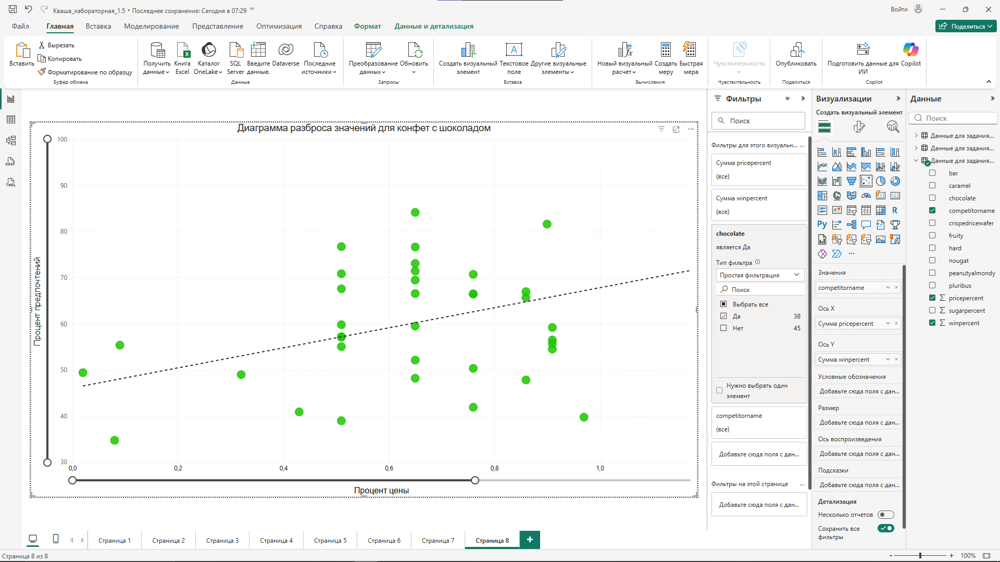 Кваша_лабораторная_1.5 • Последнее сохранение: Сегодня в 07:29
Войти
Файл
Главная
Вставка
Моделирование
Представление
Оптимизация
Справка
Формат
Данные и детализация
Поделиться
Вставить
Вырезать
Копировать
Форматирование по образцу
Буфер обмена
Получить данные
Книга Excel
Каталог OneLake
SQL Server
Введите данные.
Dataverse
Последние источники
Данные
Преобразование данных
Обновить
Запросы
Создать визуальный элемент
Текстовое поле
Другие визуальные элементы
Вставка
Новый визуальный расчет
Создать меру
Быстрая мера
Вычисления
Чувствительность
Чувствительность
Опубликовать
Поделиться
Подготовить данные для ИИ
Copilot
Copilot
DAX
TMDL
Диаграмма разброса значений для конфет с шоколадом
Процент предпочтений
100
90
80
70
60
50
40
30
0,0
0,2
0,4
0,6
0,8
1,0
Процент цены
Фильтры
Поиск
Фильтры для этого визуальн...
Сумма pricepercent
(все)
Сумма winpercent
(все)
chocolate
является Да
Тип фильтра
Простая фильтрация
Поиск
Выбрать все
Да 38
Нет 45
Нужно выбрать один
элемент
competitorname
(все)
Добавьте сюда поля с дан...
Фильтры на этой странице
...
Добавьте сюда поля с дан...
Визуализации
Создать визуальный элемент
123
123
R
Py
...
Значения
competitorname
Ось X
Сумма pricepercent
Ось Y
Сумма winpercent
Условные обозначения
Добавьте сюда поля с дан...
Размер
Добавьте сюда поля с дан...
Ось воспроизведения
Добавьте сюда поля с дан...
Подсказки
Добавьте сюда поля с дан...
Детализация
Несколько отчетов
Сохранить все
фильтры
Данные
Поиск
Данные для задания...
Данные для задания...
Данные для задания...
bar
caramel
chocolate
competitorname
crispedricewafer
fruity
hard
nougat
peanutyalmondy
pluribus
pricepercent
sugarpercent
winpercent
Страница 1
Страница 2
Страница 3
Страница 4
Страница 5
Страница 6
Страница 7
Страница 8
+
Страница 8 из 8
- + 100%